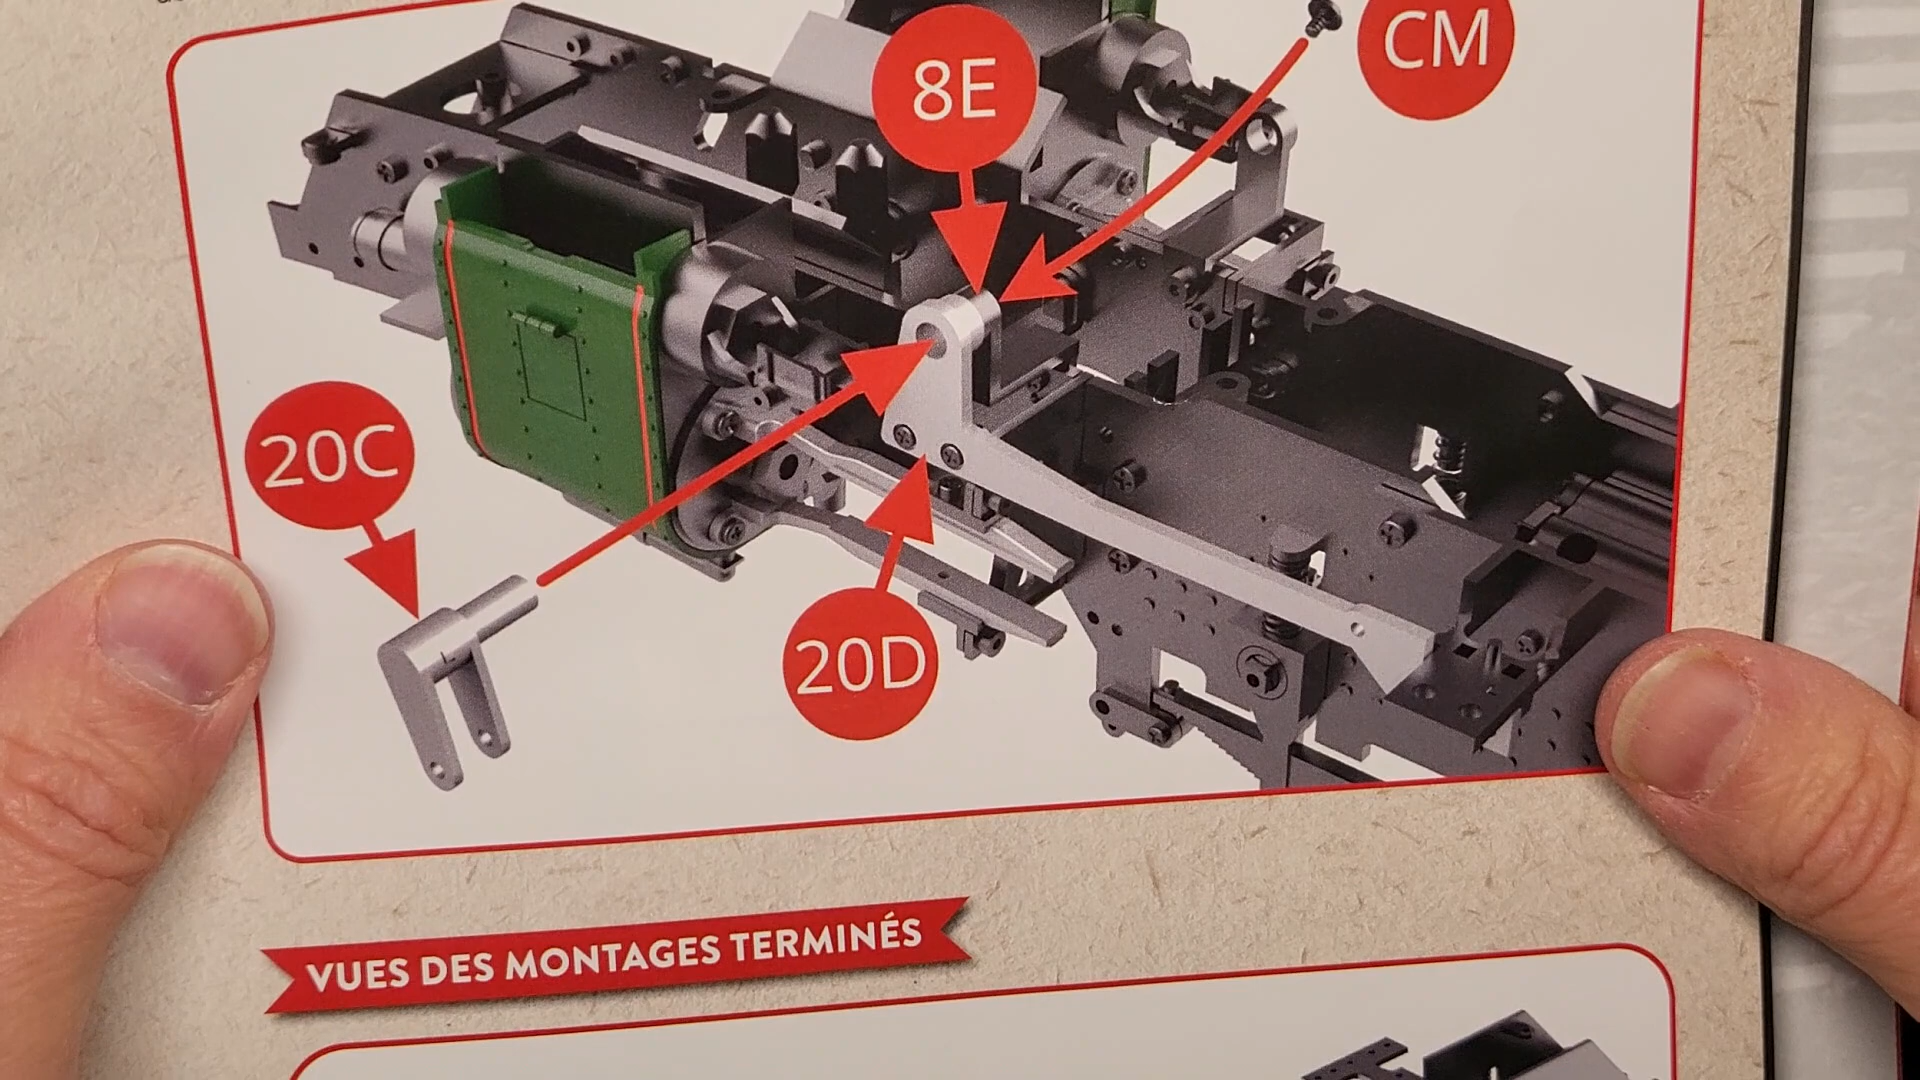 8E
CM
20C
20D
VUES DES MONTAGES TERMINÉS